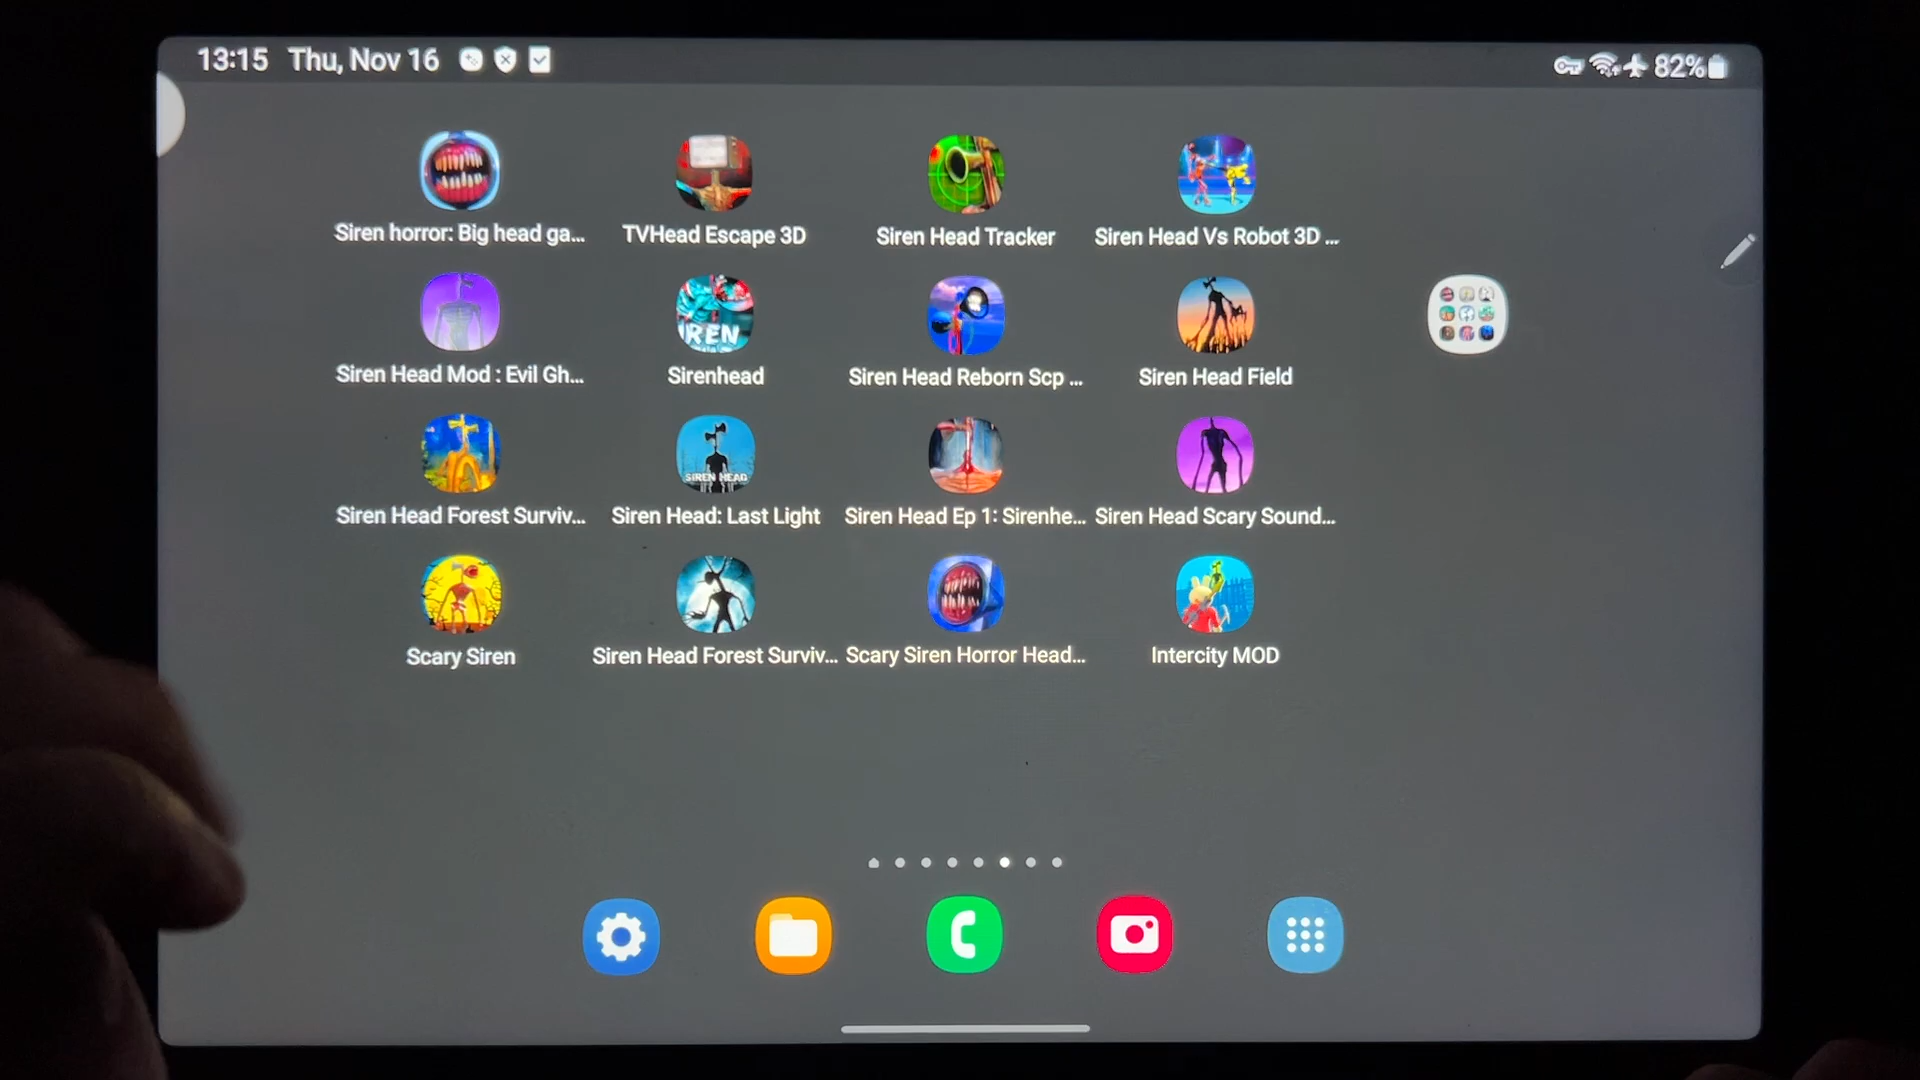 13:15 Thu, Nov 16
82%
Siren horror: Big head ga...
TVHead Escape 3D
Siren Head Tracker
Siren Head Vs Robot 3D ...
Siren Head Mod : Evil Gh...
IREN
Sirenhead
Siren Head Reborn Scp ...
Siren Head Field
SIREN HEAD
Siren Head Forest Surviv...
Siren Head: Last Light
Siren Head Ep 1: Sirenhe...
Siren Head Scary Sound...
Scary Siren
Siren Head Forest Surviv...
Scary Siren Horror Head...
Intercity MOD